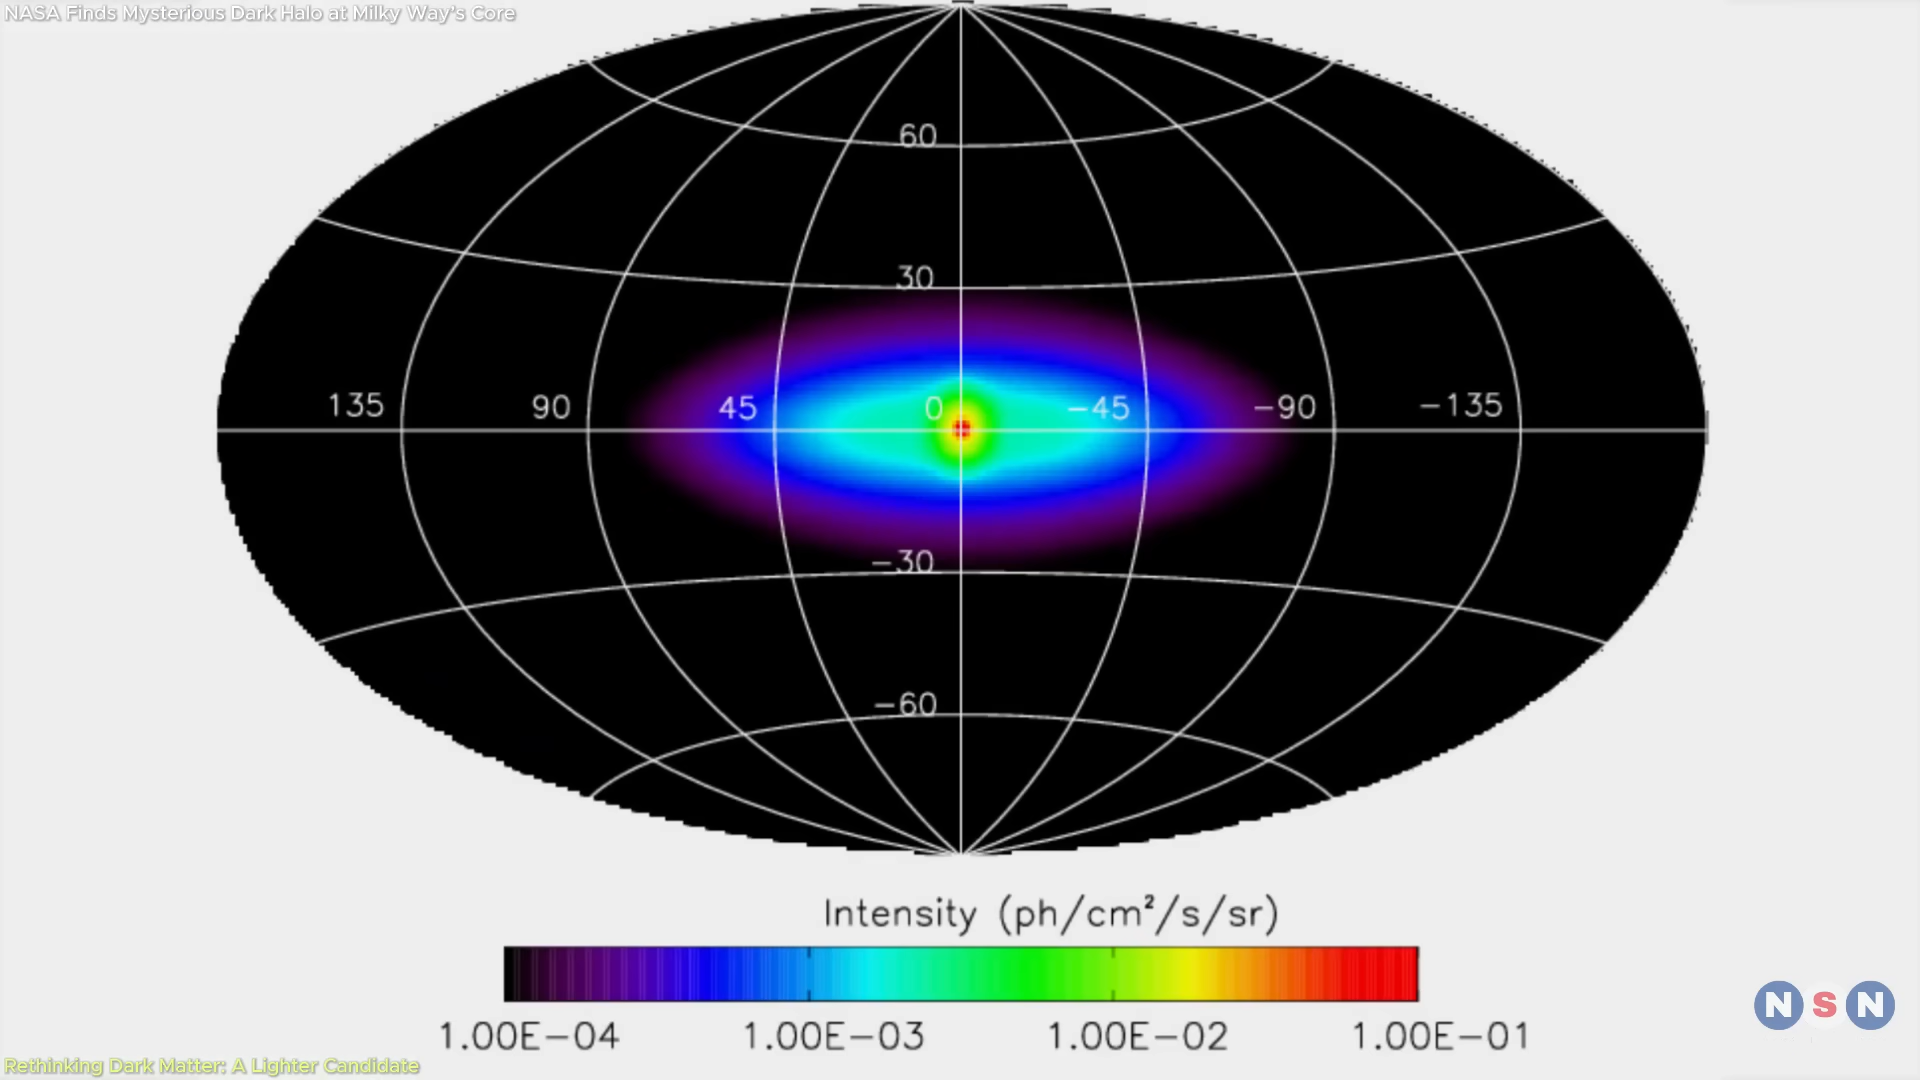 NASA Finds Mysterious Dark Halo at Milky Way's Core
60
30
135 90 45 0 −45 −90 −135
−30
−60
Intensity (ph/cm²/s/sr)
1.00E−04 1.00E−03 1.00E−02 1.00E−01
NSN
Rethinking Dark Matter: A Lighter Candidate